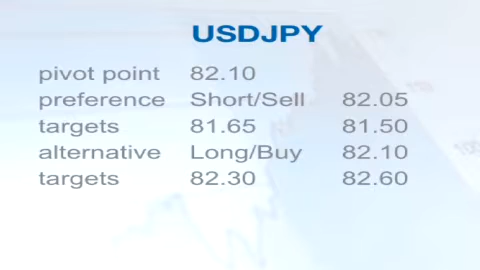 USDJPY
pivot point 82.10
preference Short/Sell 82.05
targets 81.65 81.50
alternative Long/Buy 82.10
targets 82.30 82.60